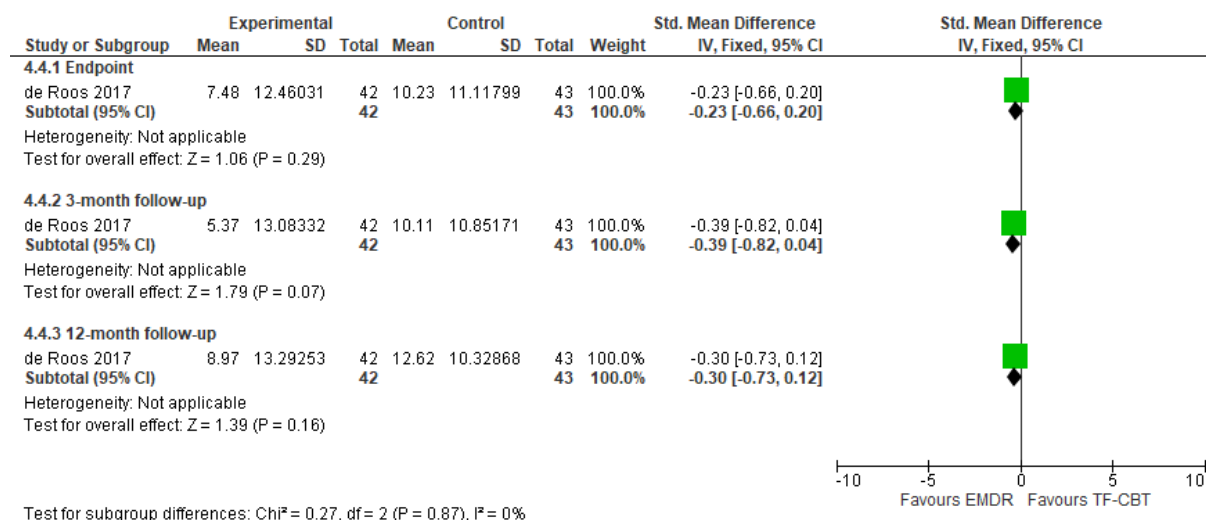 Experimental Control Std. Mean Difference Std. Mean Difference
Study or Subgroup Mean SD Total Mean SD Total Weight IV, Fixed, 95% CI IV, Fixed, 95% CI
4.4.1 Endpoint
de Roos 2017 7.48 12.46031 42 10.23 11.11799 43 100.0% -0.23 [-0.66, 0.20]
Subtotal (95% CI) 42 43 100.0% -0.23 [-0.66, 0.20]
Heterogeneity: Not applicable
Test for overall effect: Z = 1.06 (P = 0.29)
4.4.2 3-month follow-up
de Roos 2017 5.37 13.08332 42 10.11 10.85171 43 100.0% -0.39 [-0.82, 0.04]
Subtotal (95% CI) 42 43 100.0% -0.39 [-0.82, 0.04]
Heterogeneity: Not applicable
Test for overall effect: Z = 1.79 (P = 0.07)
4.4.3 12-month follow-up
de Roos 2017 8.97 13.29253 42 12.62 10.32868 43 100.0% -0.30 [-0.73, 0.12]
Subtotal (95% CI) 42 43 100.0% -0.30 [-0.73, 0.12]
Heterogeneity: Not applicable
Test for overall effect: Z = 1.39 (P = 0.16)
-10 -5 0 5 10
Favours EMDR Favours TF-CBT
Test for subgroup differences: Chi² = 0.27, df = 2 (P = 0.87), I² = 0%